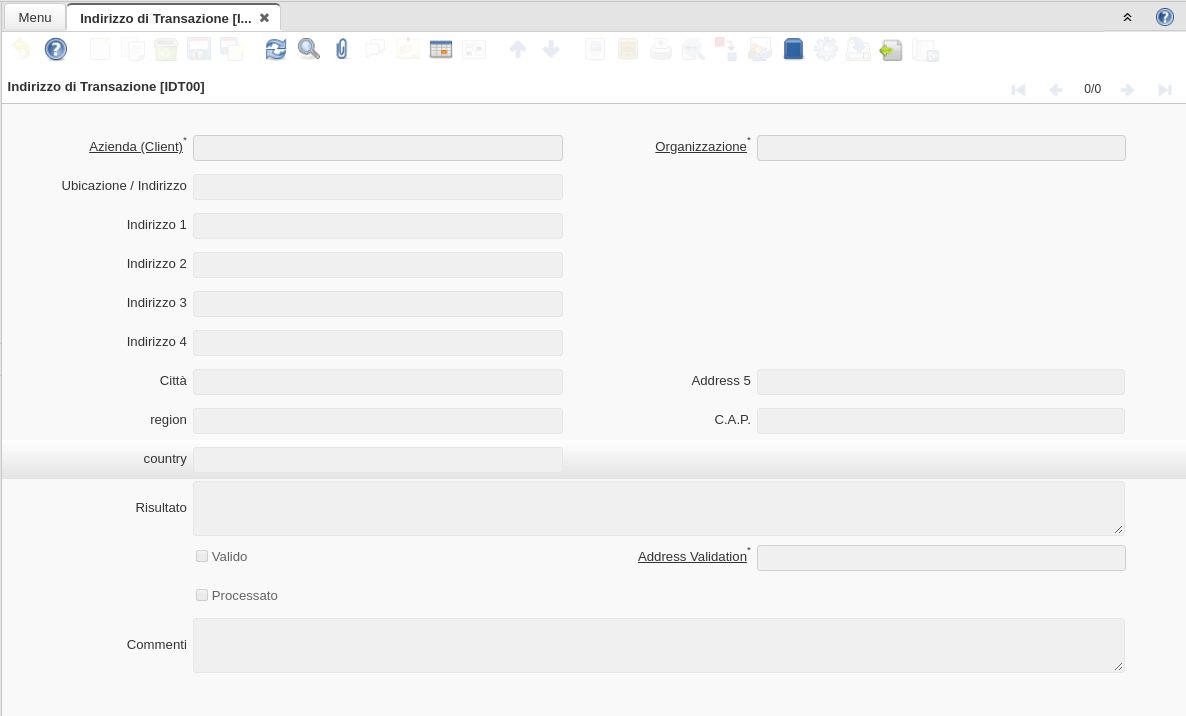 Menu
Indirizzo di Transazione [I...
Indirizzo di Transazione [IDT00]
0/0
Azienda (Client)*
Organizzazione*
Ubicazione / Indirizzo
Indirizzo 1
Indirizzo 2
Indirizzo 3
Indirizzo 4
Città
Address 5
region
C.A.P.
country
Risultato
Valido
Address Validation*
Processato
Commenti